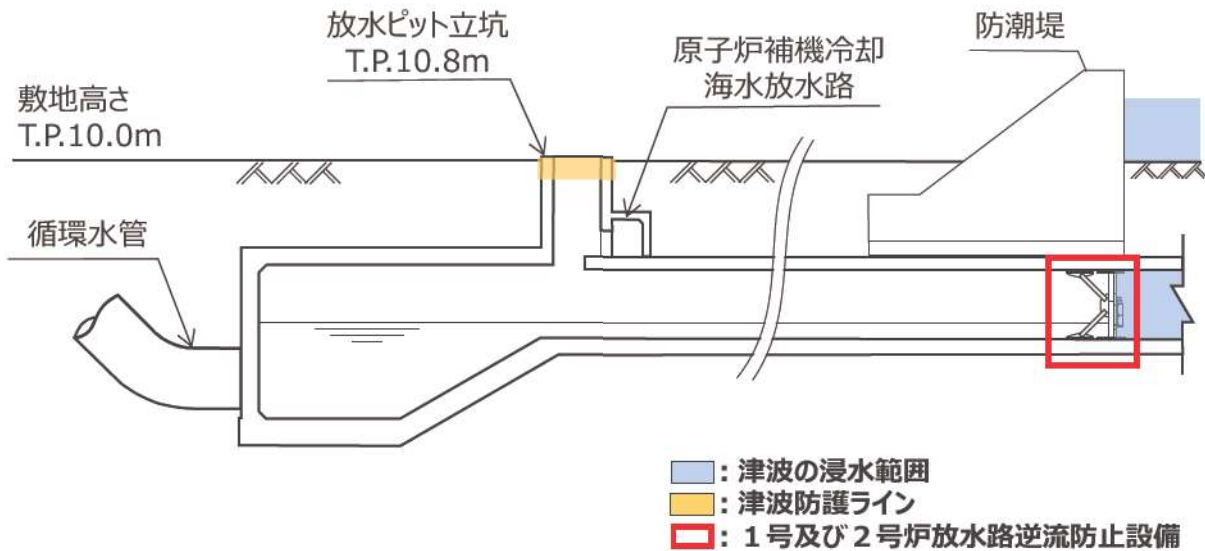 放水ピット立坑
T.P.10.8m
防潮堤
原子炉補機冷却
海水放水路
敷地高さ
T.P.10.0m
循環水管
：津波の浸水範囲
：津波防護ライン
：１号及び２号炉放水路逆流防止設備